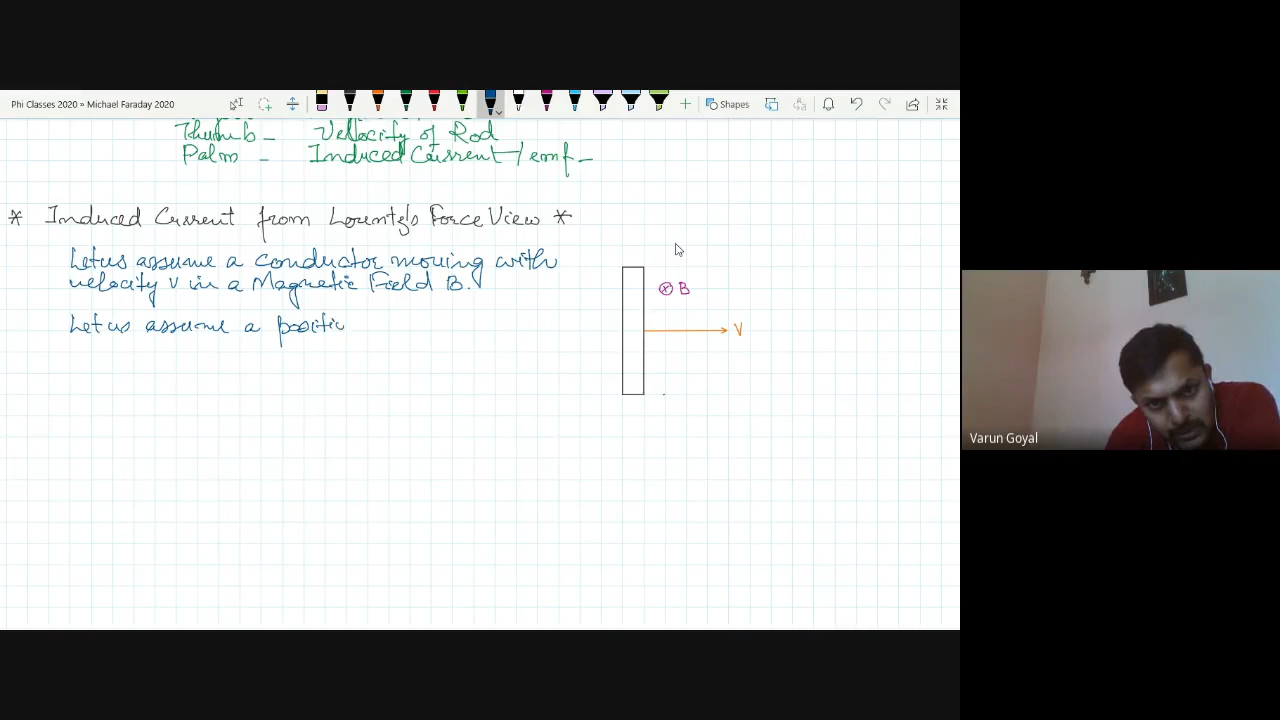 Phi Classes 2020 » Michael Faraday 2020
Shapes
Thumb - Velocity of Rod
Palm - Induced Current / emf -
* Induced Current from Lorentz's Force View *
Let us assume a conductor moving with
velocity v in a Magnetic Field B.
Let us assume a positiv
B
V
Varun Goyal